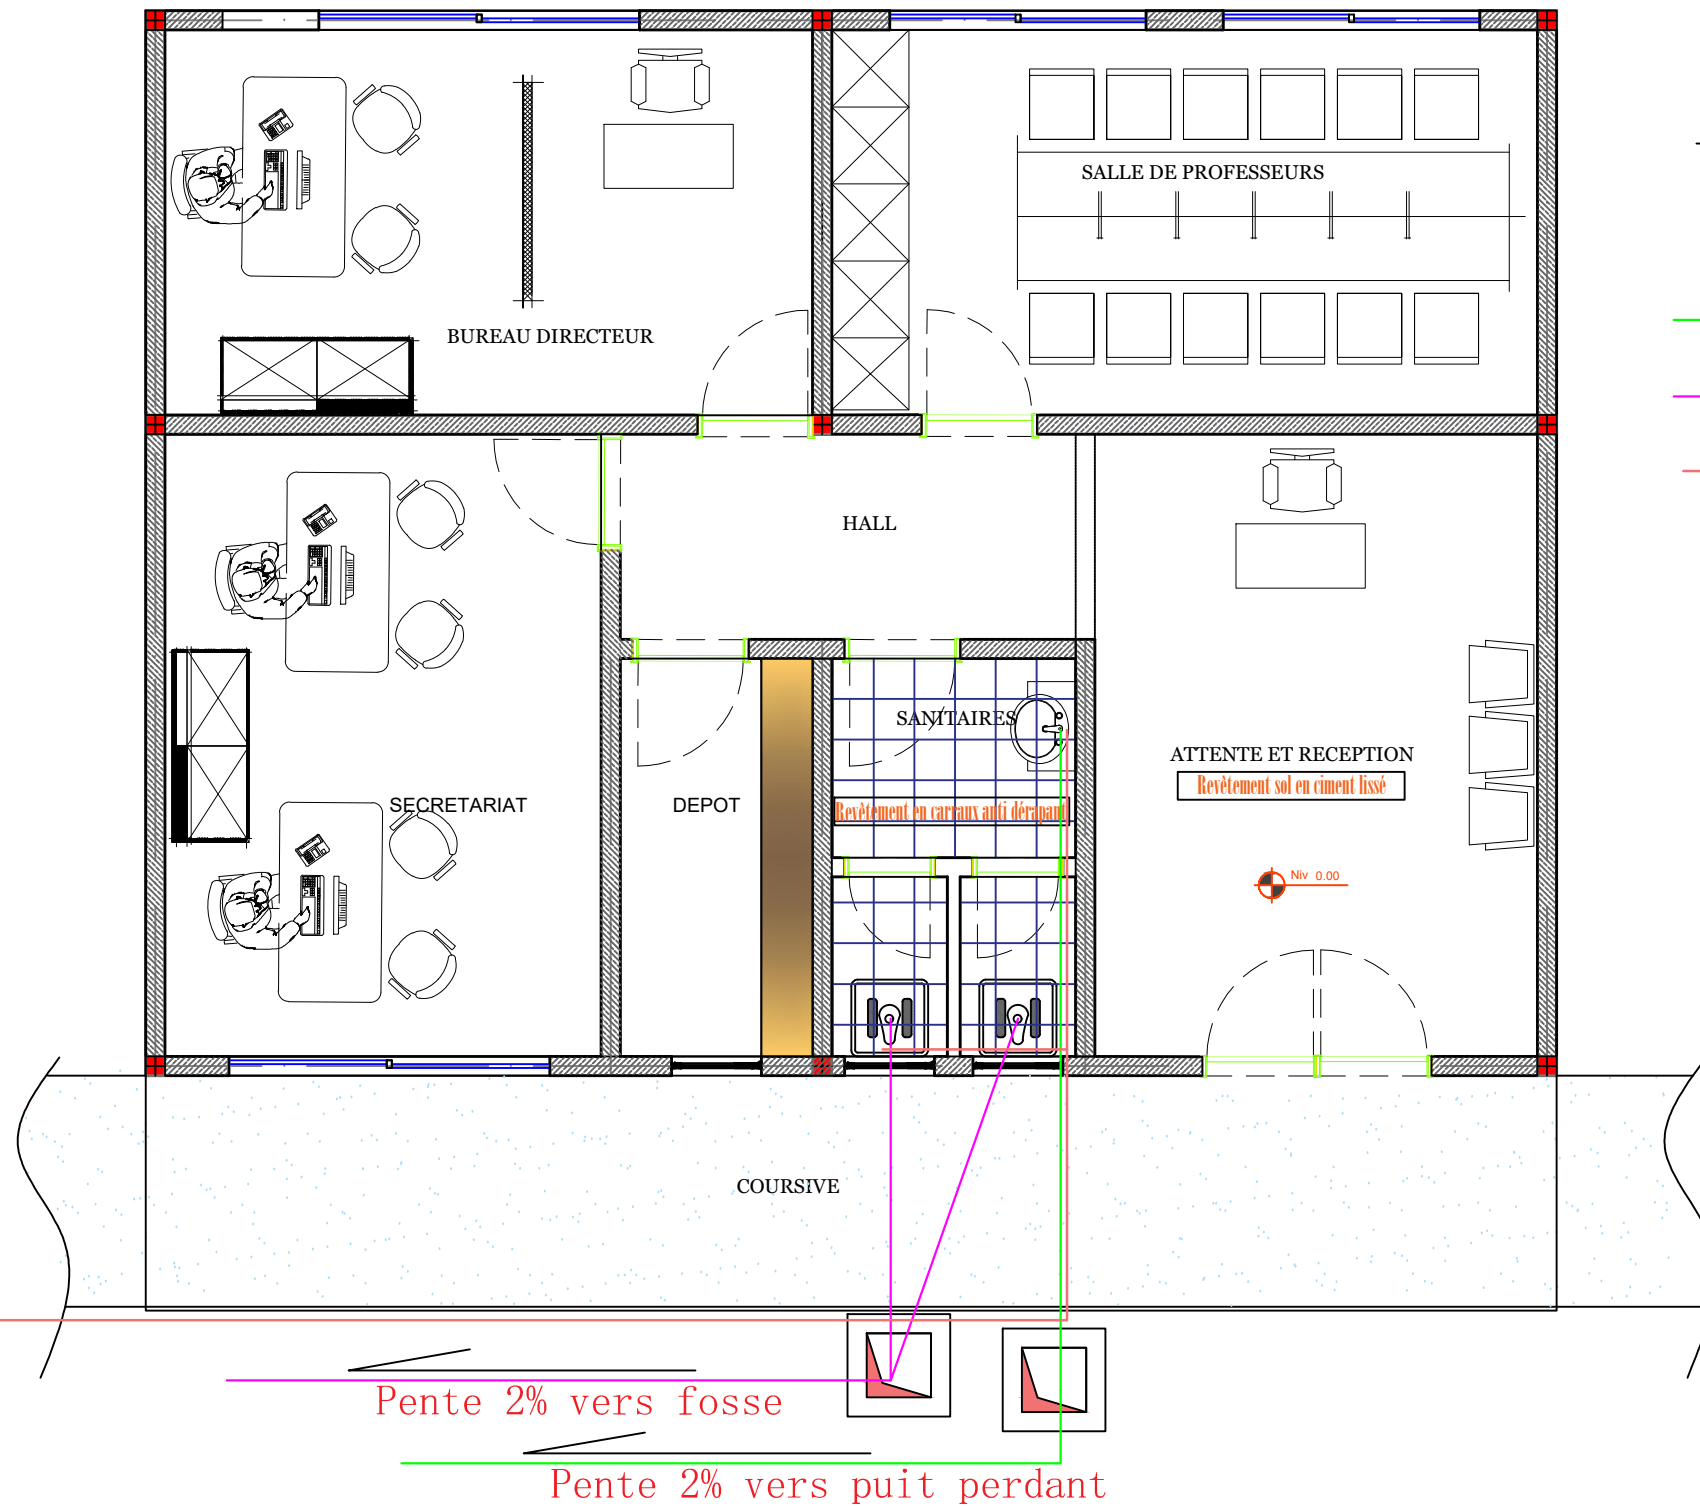 SALLE DE PROFESSEURS
BUREAU DIRECTEUR
HALL
SANITAIRES
ATTENTE ET RECEPTION
Revêtement sol en ciment lissé
SECRETARIAT
DEPOT
Revêtement en carraux anti dérapant
Niv 0.00
COURSIVE
Pente 2% vers fosse
Pente 2% vers puit perdant